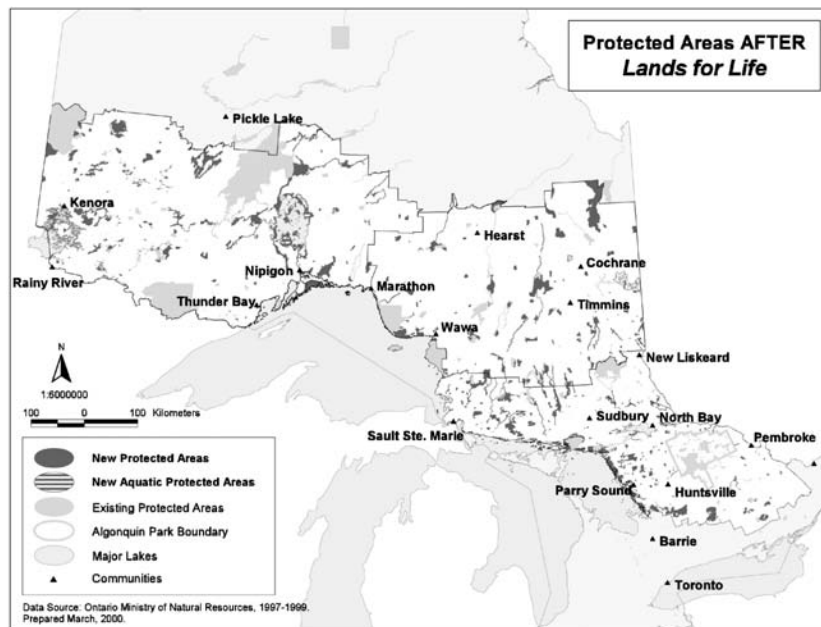 Protected Areas AFTER
Lands for Life
Pickle Lake
Kenora
Hearst
Cochrane
Rainy River
Nipigon
Marathon
Thunder Bay
Timmins
Wawa
New Liskeard
N
1:6000000
100 0 100 Kilometers
Sudbury
North Bay
Sault Ste. Marie
Pembroke
Parry Sound
Huntsville
Barrie
Toronto
New Protected Areas
New Aquatic Protected Areas
Existing Protected Areas
Algonquin Park Boundary
Major Lakes
Communities
Data Source: Ontario Ministry of Natural Resources, 1997-1999.
Prepared March, 2000.